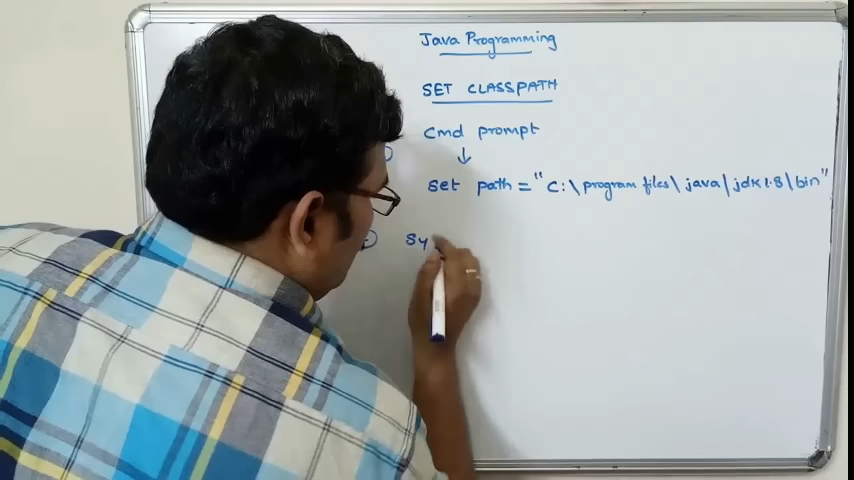 Java Programming
SET CLASSPATH
Cmd prompt
set path = "C:\program files\java/jdk1.8/bin"
Sy